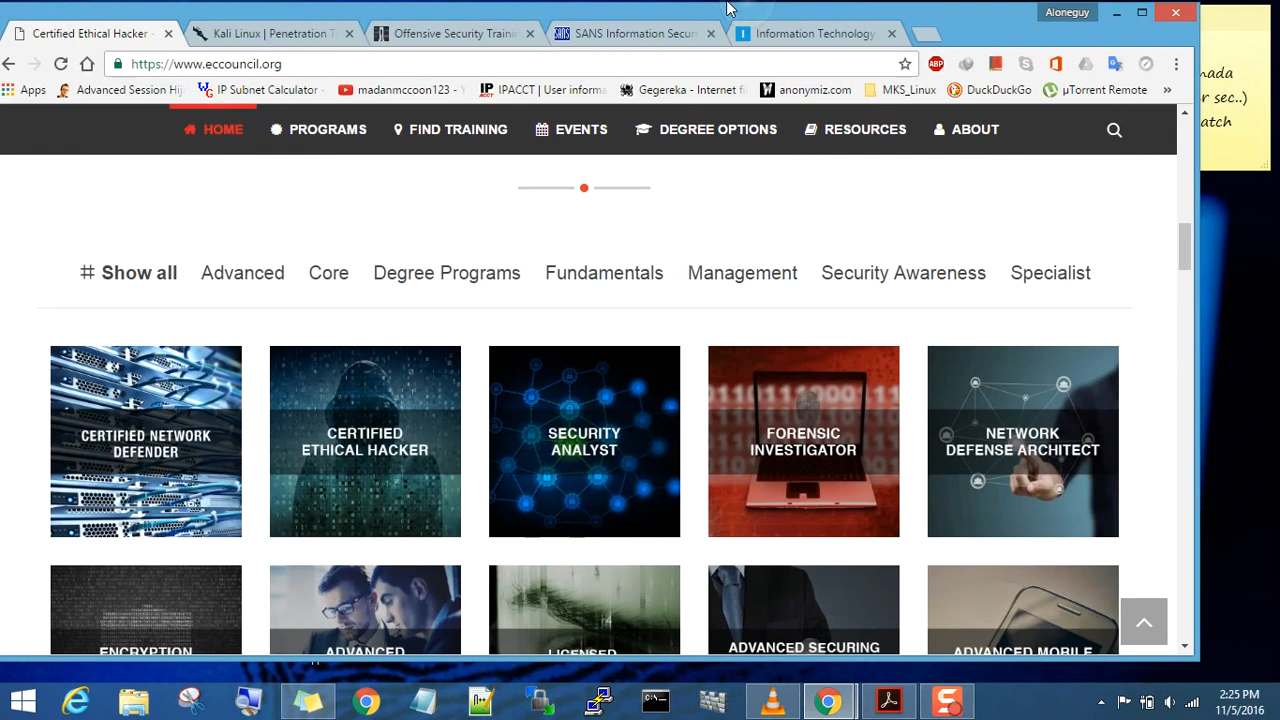 Aloneguy
Certified Ethical Hacker -
Kali Linux | Penetration T
Offensive Security Trainin
SANS Information Securi
Information Technology
https://www.eccouncil.org
ABP
Apps
Advanced Session Hij
IP Subnet Calculator -
madanmccoon123 - Y
IPACCT | User informa
Gegereka - Internet fi
anonymiz.com
MKS_Linux
DuckDuckGo
µTorrent Remote
»
nada
r sec..)
atch
HOME
PROGRAMS
FIND TRAINING
EVENTS
DEGREE OPTIONS
RESOURCES
ABOUT
# Show all
Advanced
Core
Degree Programs
Fundamentals
Management
Security Awareness
Specialist
CERTIFIED NETWORK
DEFENDER
CERTIFIED
ETHICAL HACKER
SECURITY
ANALYST
FORENSIC
INVESTIGATOR
NETWORK
DEFENSE ARCHITECT
ENCRYPTION
ADVANCED
LICENSED
ADVANCED SECURING
ADVANCED MOBILE
2:25 PM
11/5/2016